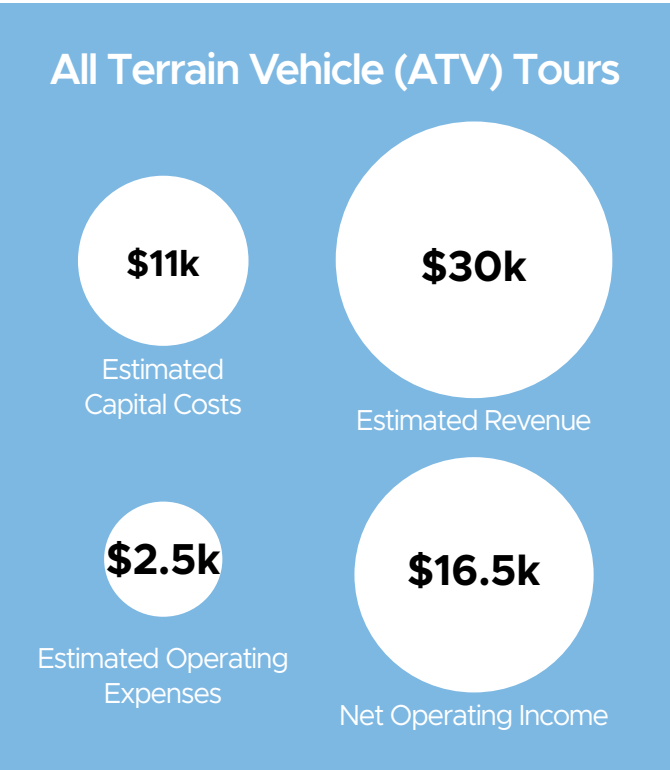 All Terrain Vehicle (ATV) Tours
$11k
Estimated
Capital Costs
$30k
Estimated Revenue
$2.5k
Estimated Operating
Expenses
$16.5k
Net Operating Income